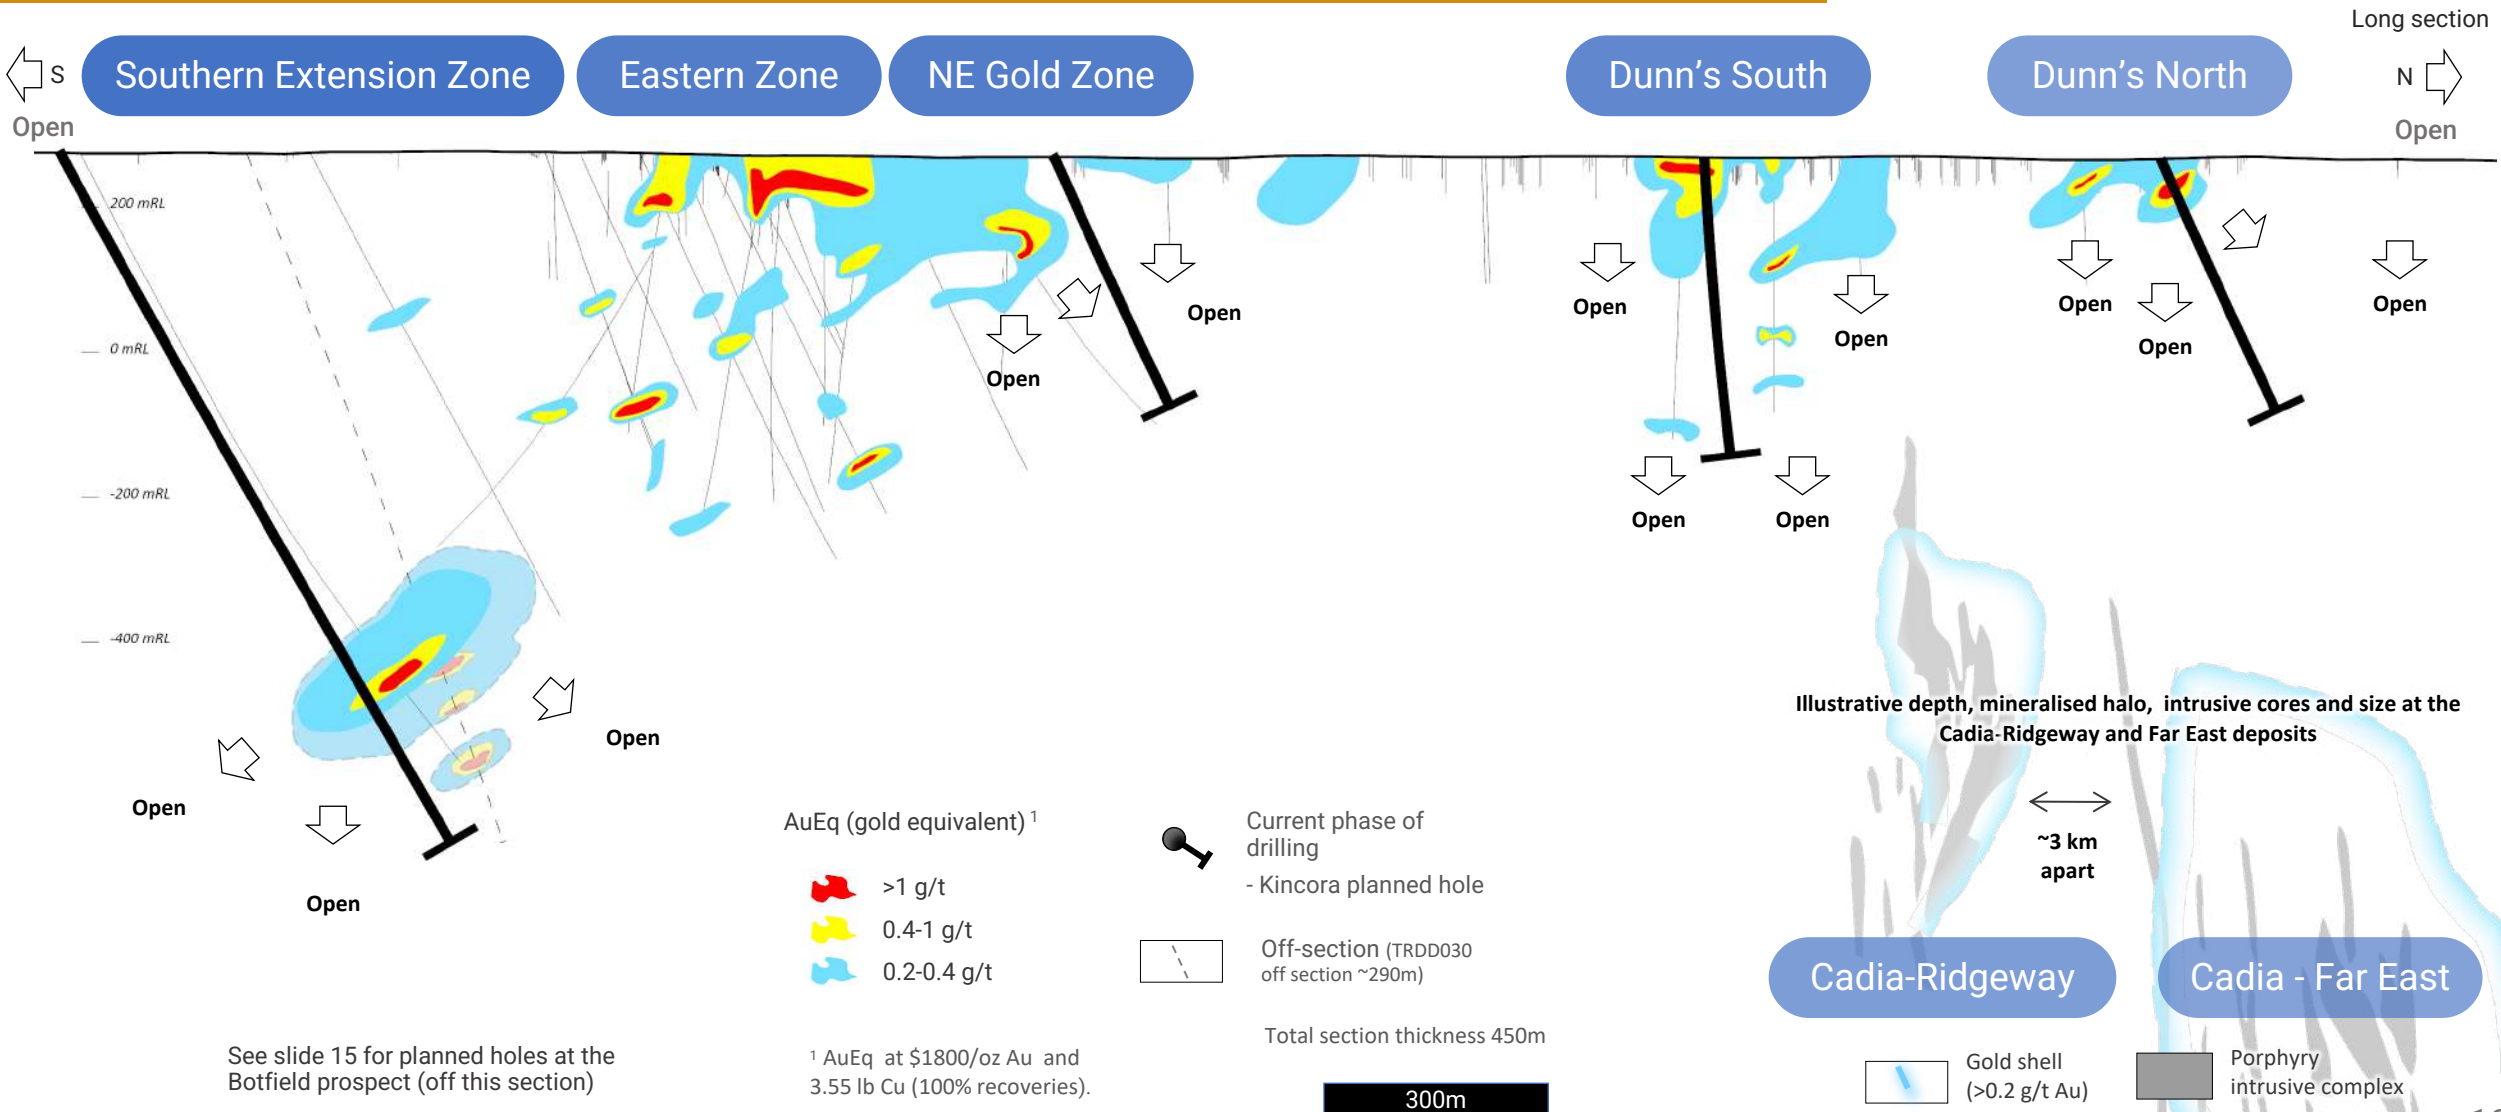 Long section
S
Southern Extension Zone
Eastern Zone
NE Gold Zone
Dunn's South
Dunn's North
N
Open
Open
200 mRL
0 mRL
-200 mRL
-400 mRL
Open
Open
Open
Open
Open
Open
Open
Open
Open
Open
Open
Open
Open
Illustrative depth, mineralised halo, intrusive cores and size at the
Cadia-Ridgeway and Far East deposits
~3 km
apart
Cadia-Ridgeway
Cadia - Far East
Gold shell
(>0.2 g/t Au)
Porphyry
intrusive complex
AuEq (gold equivalent) 1
>1 g/t
0.4-1 g/t
0.2-0.4 g/t
Current phase of
drilling
- Kincora planned hole
Off-section (TRDD030
off section ~290m)
Total section thickness 450m
300m
See slide 15 for planned holes at the
Botfield prospect (off this section)
1 AuEq at $1800/oz Au and
3.55 lb Cu (100% recoveries).